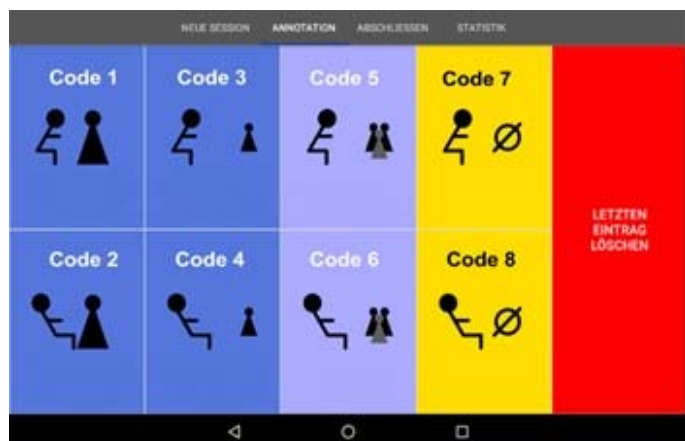 NEUE SESSION ANNOTATION ABSCHLIESSEN STATISTIK
Code 1 Code 3 Code 5 Code 7
LETZTEN
EINTRAG
LÖSCHEN
Code 2 Code 4 Code 6 Code 8